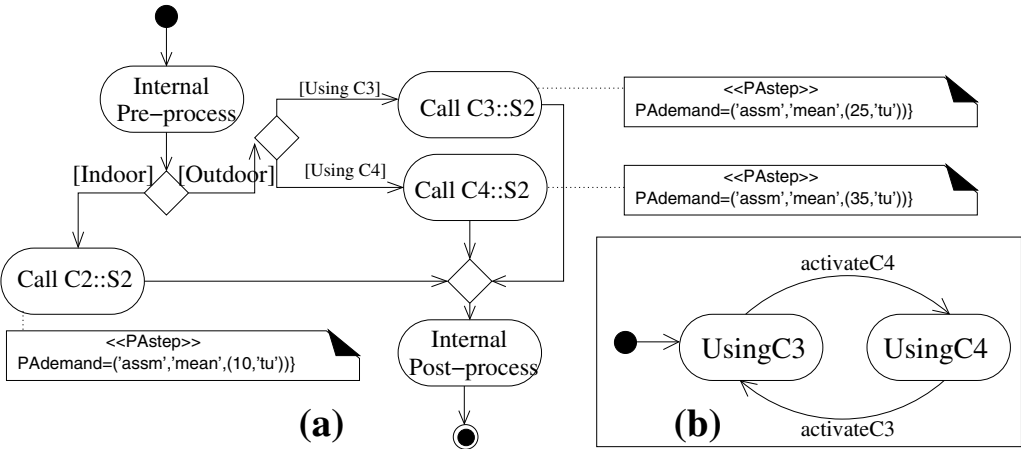 Internal
Pre−process
[Using C3]
Call C3::S2
<<PAstep>>
PAdemand=('assm','mean',(25,'tu'))}
[Indoor]
[Outdoor]
[Using C4]
Call C4::S2
<<PAstep>>
PAdemand=('assm','mean',(35,'tu'))}
Call C2::S2
<<PAstep>>
PAdemand=('assm','mean',(10,'tu'))}
Internal
Post−process
(a)
activateC4
UsingC3
UsingC4
activateC3
(b)